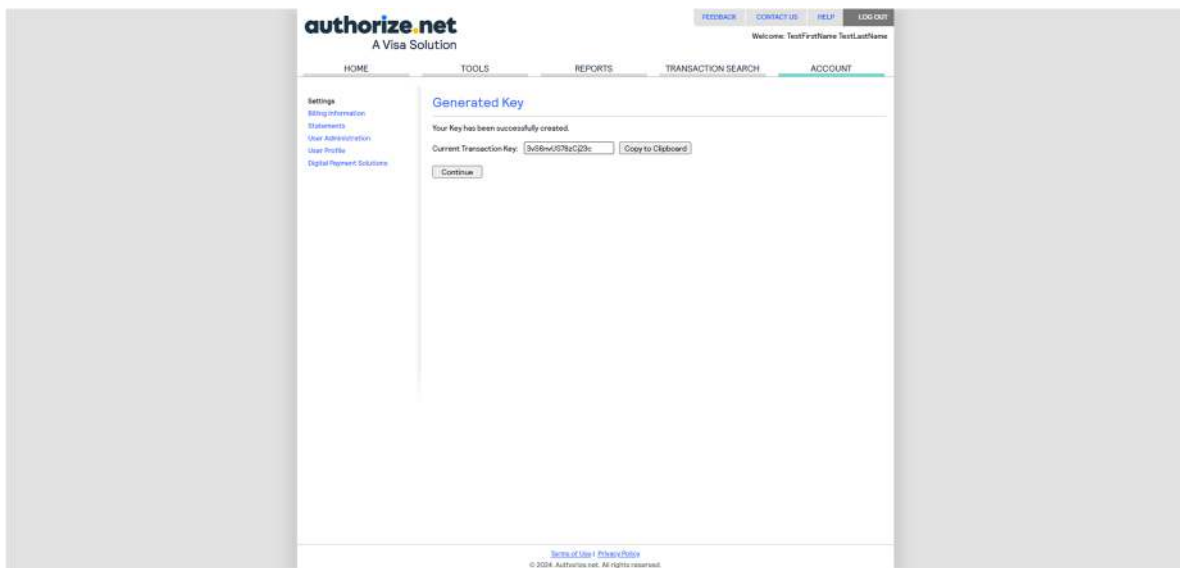 authorize.net
A Visa Solution
FEEDBACK CONTACT US HELP LOG OUT
Welcome: TestFirstName TestLastName
HOME TOOLS REPORTS TRANSACTION SEARCH ACCOUNT
Settings
Billing Information
Statements
User Administration
User Profile
Digital Payment Solutions
Generated Key
Your Key has been successfully created.
Current Transaction Key: Copy to Clipboard
Continue
Terms of Use | Privacy Policy
© 2024. Authorize.net. All rights reserved.